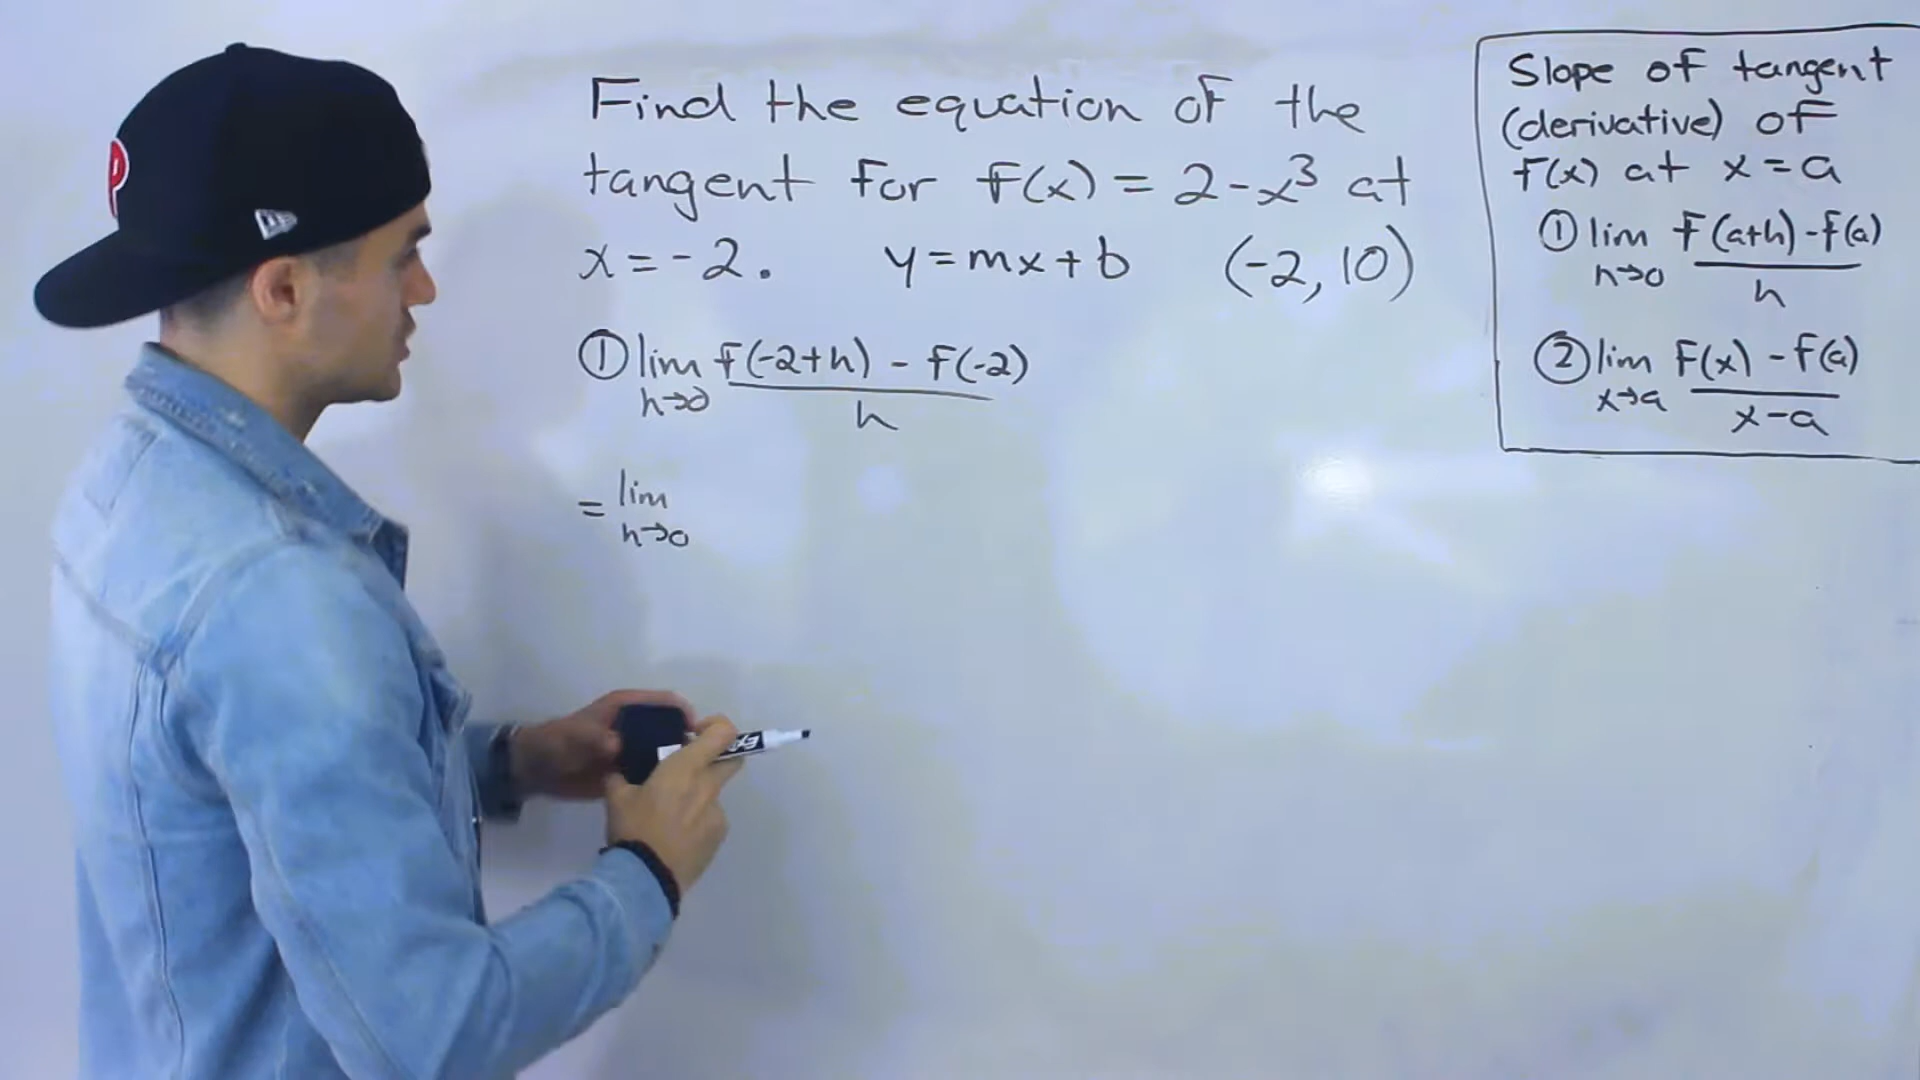 Find the equation of the
tangent for f(x) = 2 - x³ at
x = -2. y = mx + b (-2, 10)
① lim f(-2+h) - f(-2)
h→0 h
= lim
h→0
Slope of tangent
(derivative) of
f(x) at x = a
① lim f(a+h) - f(a)
h→0 h
② lim f(x) - f(a)
x→a x-a
P